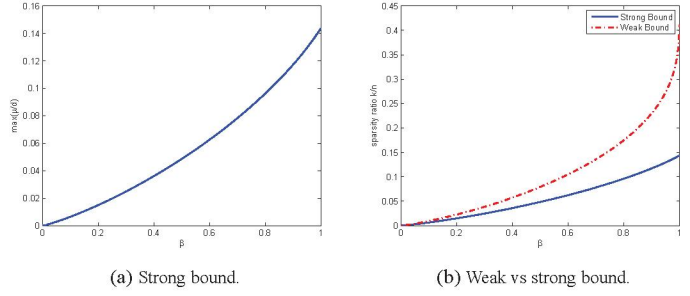 0.16
0.14
0.12
0.1
0.08
0.06
0.04
0.02
0
max(μ/d)
0 0.2 0.4 0.6 0.8 1
β
(a) Strong bound.
0.45
0.4
0.35
0.3
0.25
0.2
0.15
0.1
0.05
0
sparsity ratio k/n
Strong Bound
Weak Bound
0 0.2 0.4 0.6 0.8 1
β
(b) Weak vs strong bound.